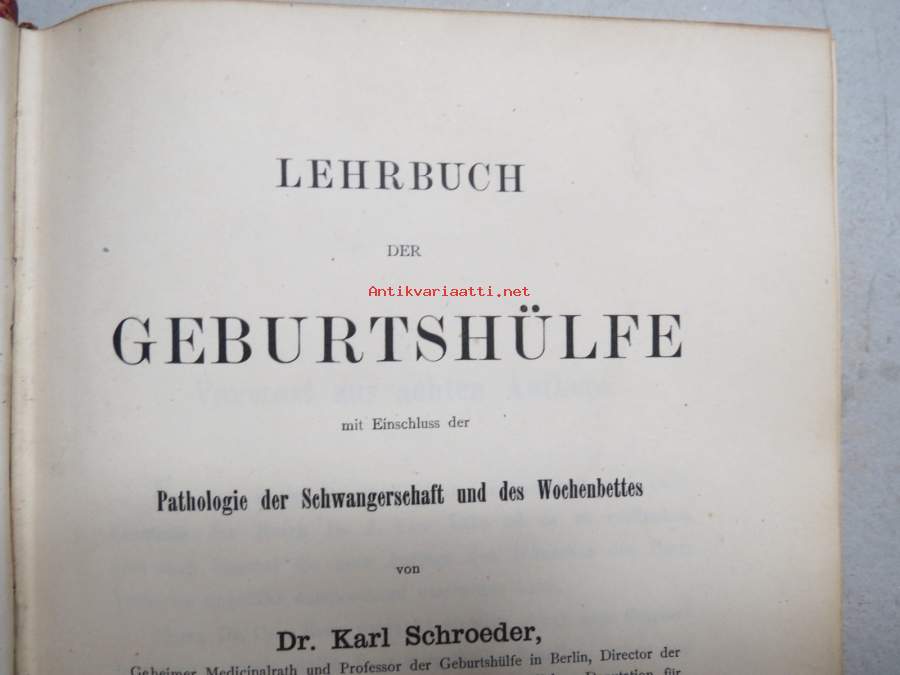 LEHRBUCH
DER
Antikvariaatti.net
GEBURTSHÜLFE
mit Einschluss der
Pathologie der Schwangerschaft und des Wochenbettes
von
Dr. Karl Schroeder,
Geheimer Medicinalrath und Professor der Geburtshülfe in Berlin, Director der
für